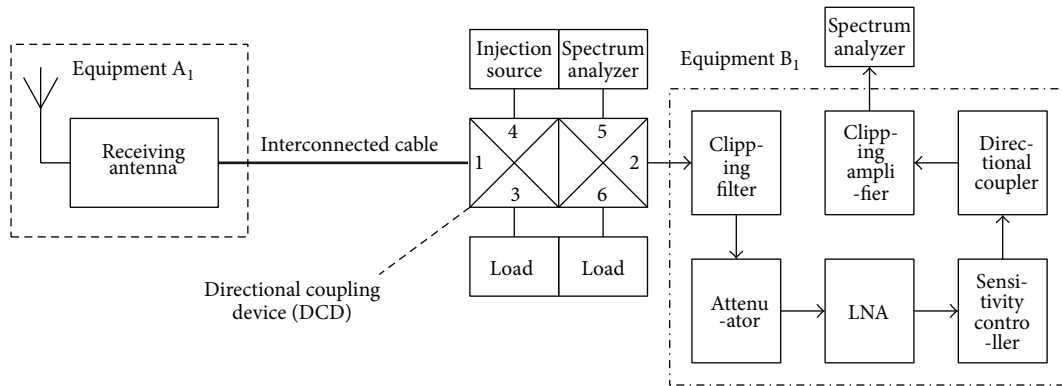 Equipment A1
Receiving
antenna
Interconnected cable
Injection
source
Spectrum
analyzer
4
5
1
2
3
6
Load
Load
Directional coupling
device (DCD)
Equipment B1
Spectrum
analyzer
Clipp-
ing
filter
Clipp-
ing
ampli
-fier
Direc-
tional
coupler
Attenu-
-ator
LNA
Sensi-
tivity
contro
-ller